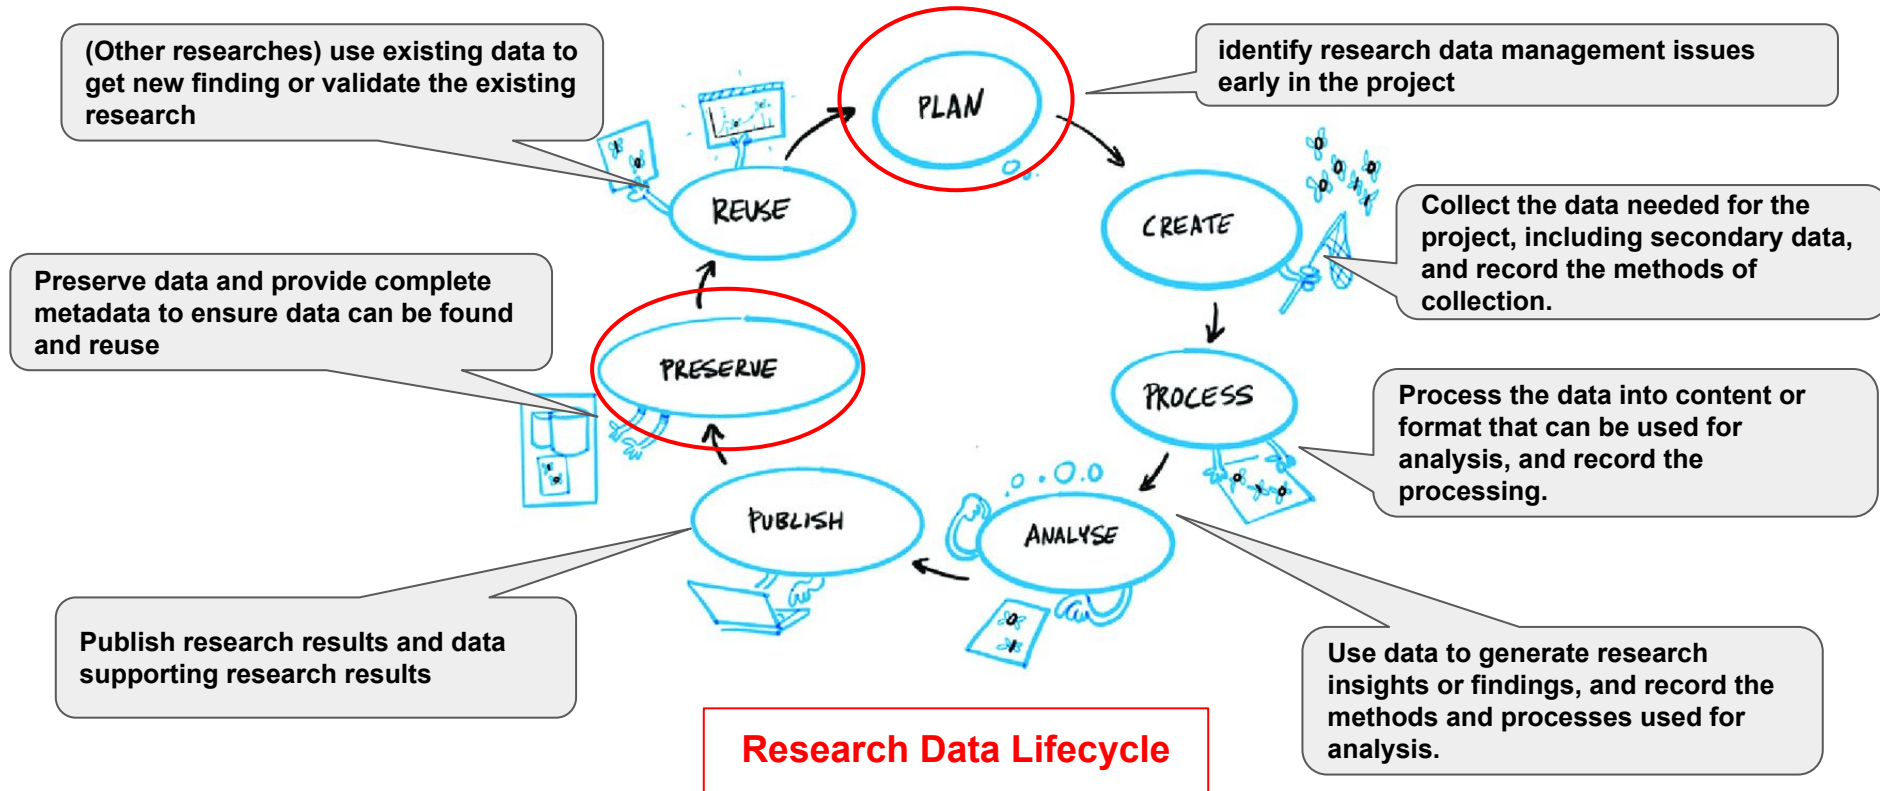 (Other researches) use existing data to
get new finding or validate the existing
research
identify research data management issues
early in the project
PLAN
REUSE
CREATE
Collect the data needed for the
project, including secondary data,
and record the methods of
collection.
Preserve data and provide complete
metadata to ensure data can be found
and reuse
PRESERVE
PROCESS
Process the data into content or
format that can be used for
analysis, and record the
processing.
PUBLISH
ANALYSE
Publish research results and data
supporting research results
Use data to generate research
insights or findings, and record the
methods and processes used for
analysis.
Research Data Lifecycle